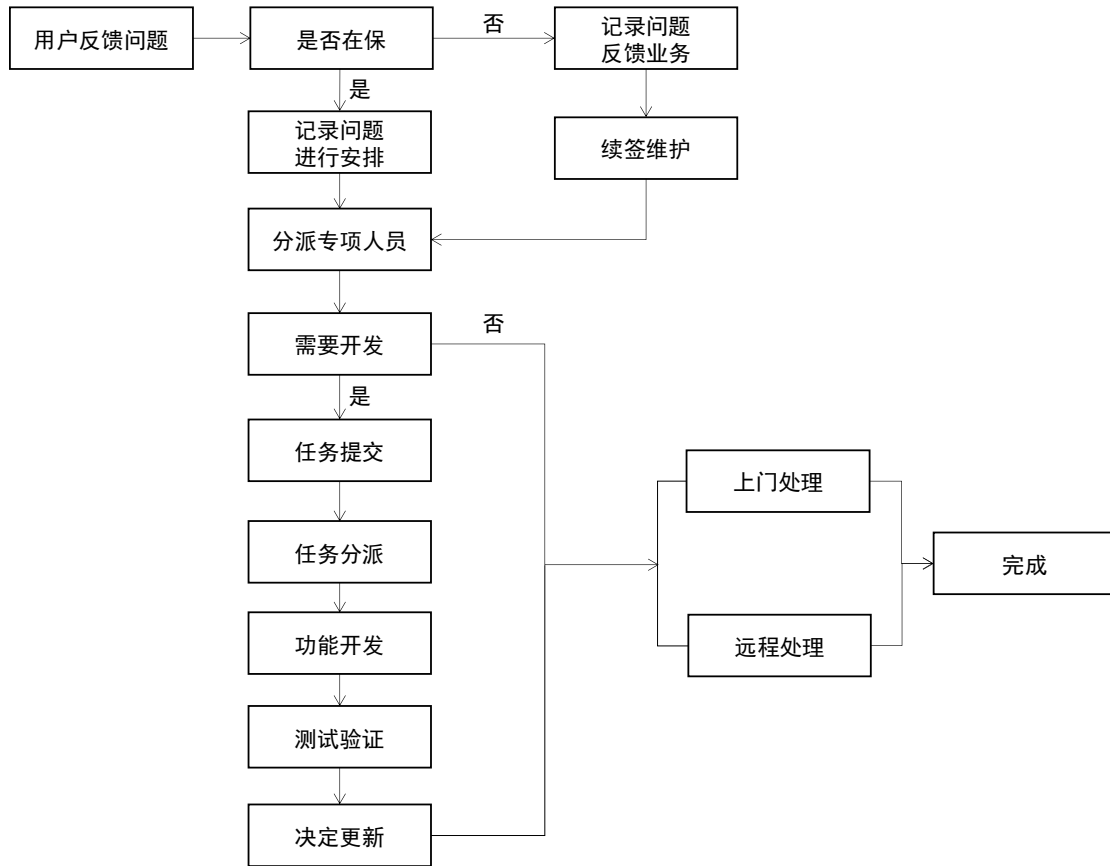 用户反馈问题
是否在保
否
记录问题
反馈业务
是
记录问题
进行安排
续签维护
分派专项人员
需要开发
否
是
任务提交
任务分派
功能开发
测试验证
决定更新
上门处理
远程处理
完成